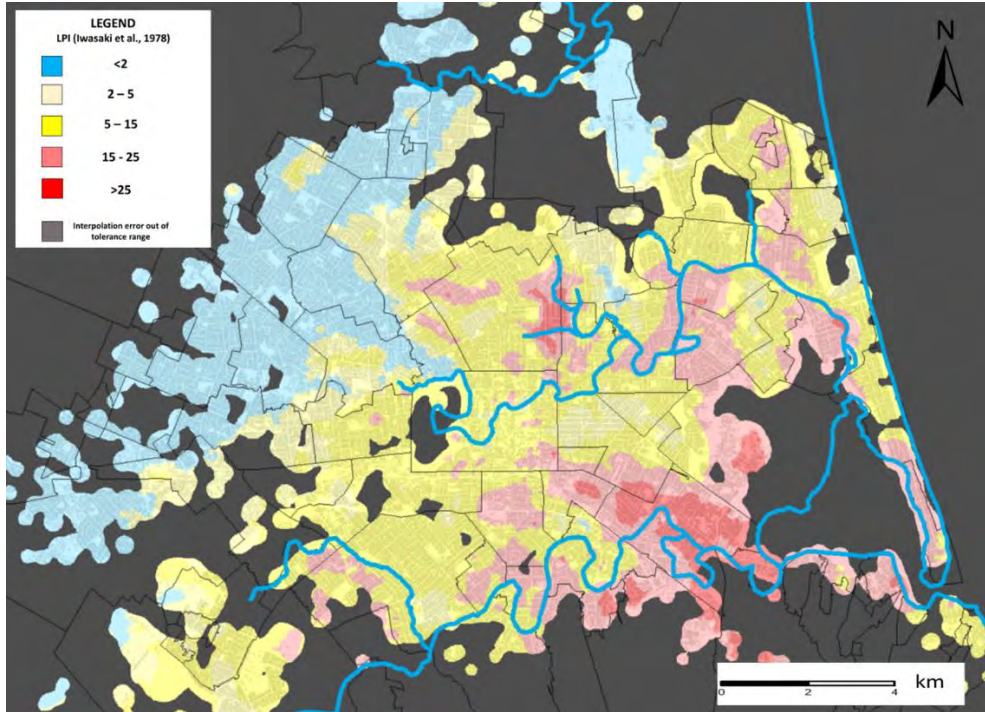 LEGEND
LPI (Iwasaki et al., 1978)
<2
2 – 5
5 – 15
15 - 25
>25
Interpolation error out of
tolerance range
N
km
0 2 4